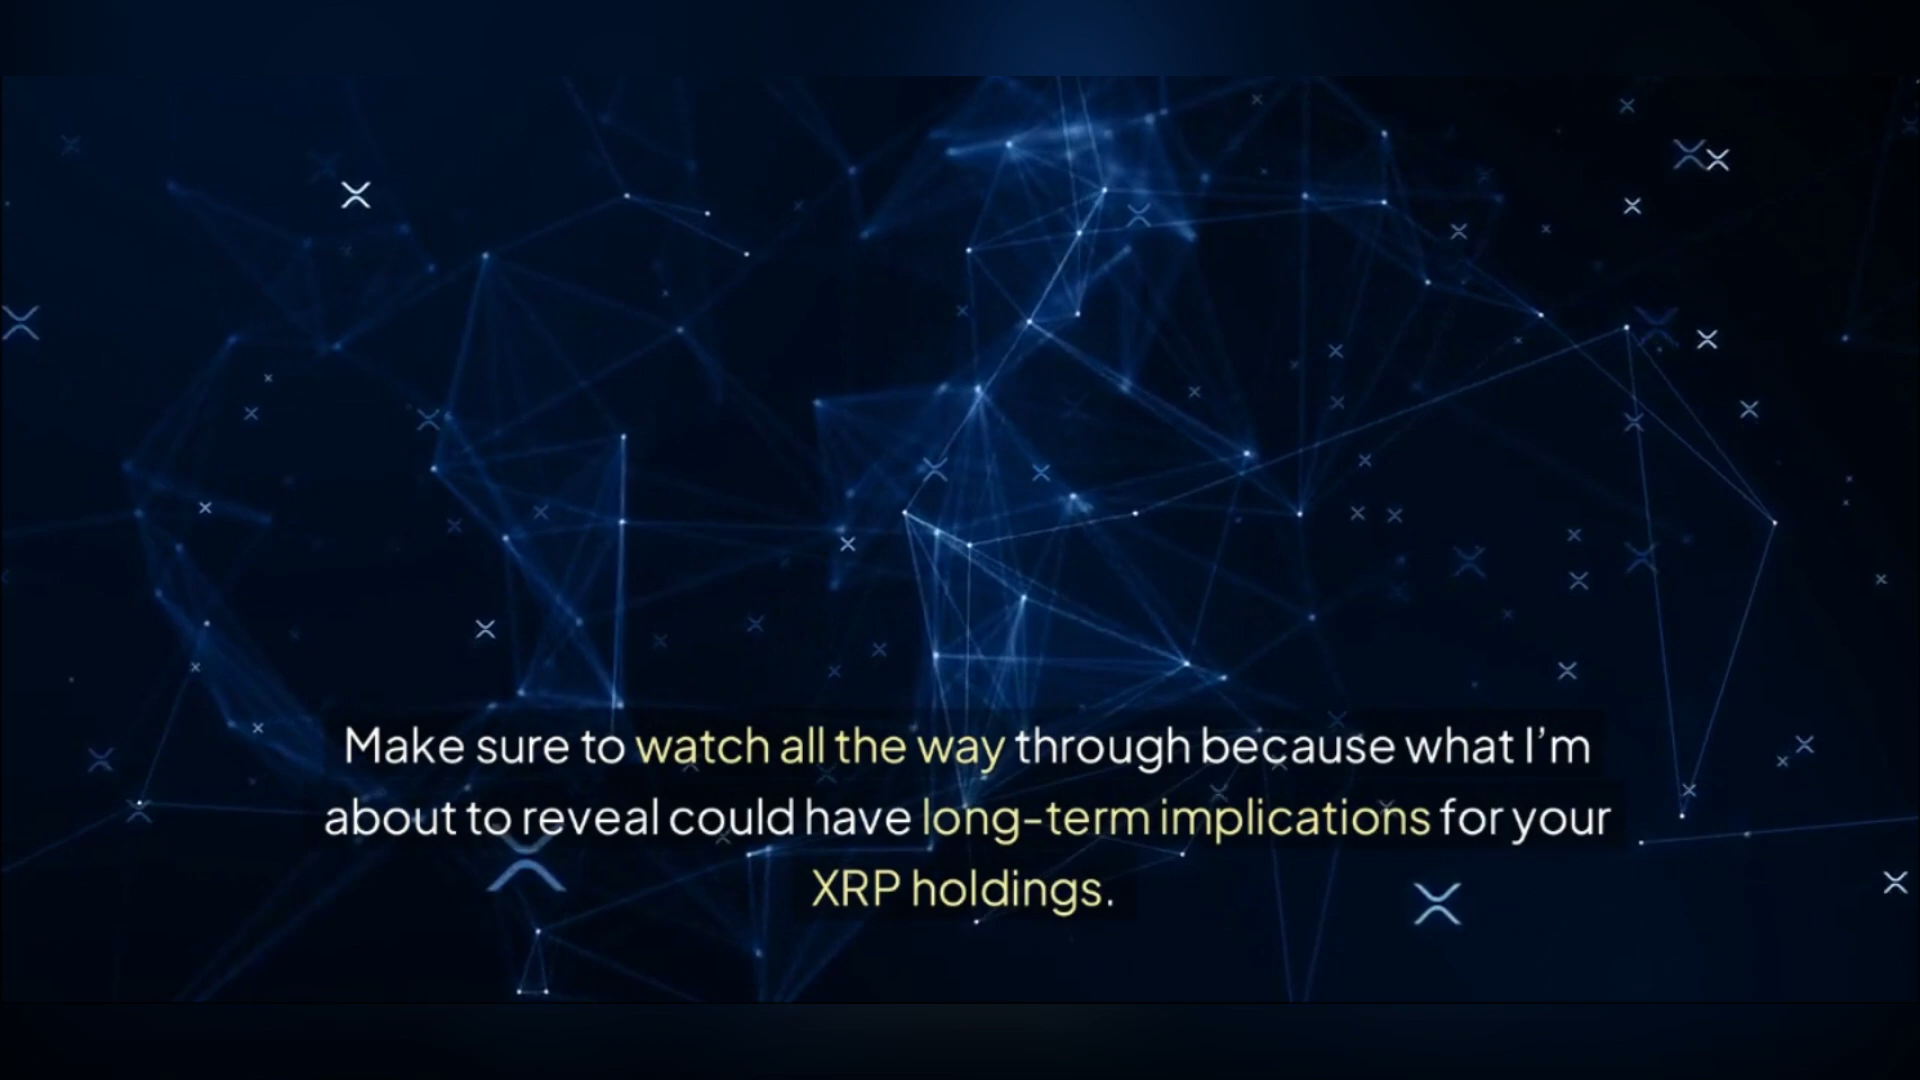 Make sure to watch all the way through because what I’m
about to reveal could have long-term implications for your
XRP holdings.